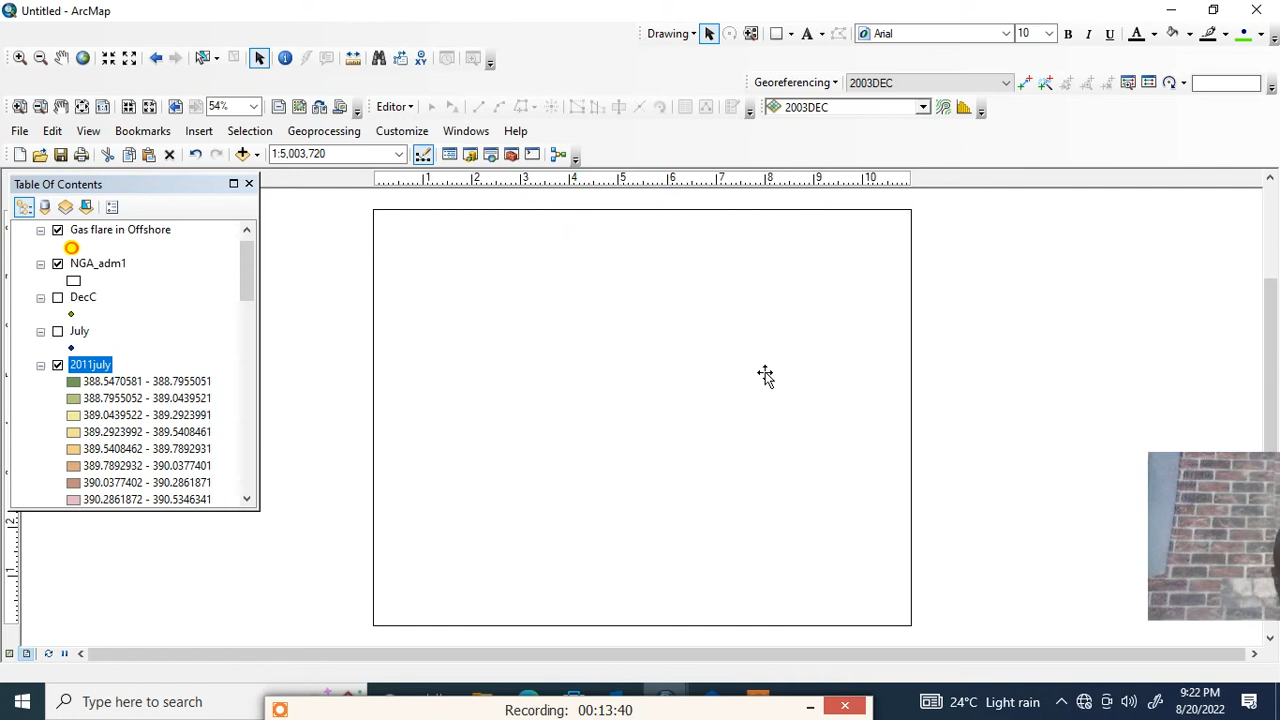 Untitled - ArcMap
Drawing
Arial
10
B I U A
Georeferencing
2003DEC
54%
Editor
2003DEC
File Edit View Bookmarks Insert Selection Geoprocessing Customize Windows Help
1:5,003,720
Table Of Contents
1 2 3 4 5 6 7 8 9 10
Gas flare in Offshore
NGA_adm1
DecC
July
2011july
388.5470581 - 388.7955051
388.7955052 - 389.0439521
389.0439522 - 389.2923991
389.2923992 - 389.5408461
389.5408462 - 389.7892931
389.7892932 - 390.0377401
390.0377402 - 390.2861871
390.2861872 - 390.5346341
2
1
Type here to search
Recording: 00:13:40
24°C Light rain
9:22 PM
8/20/2022